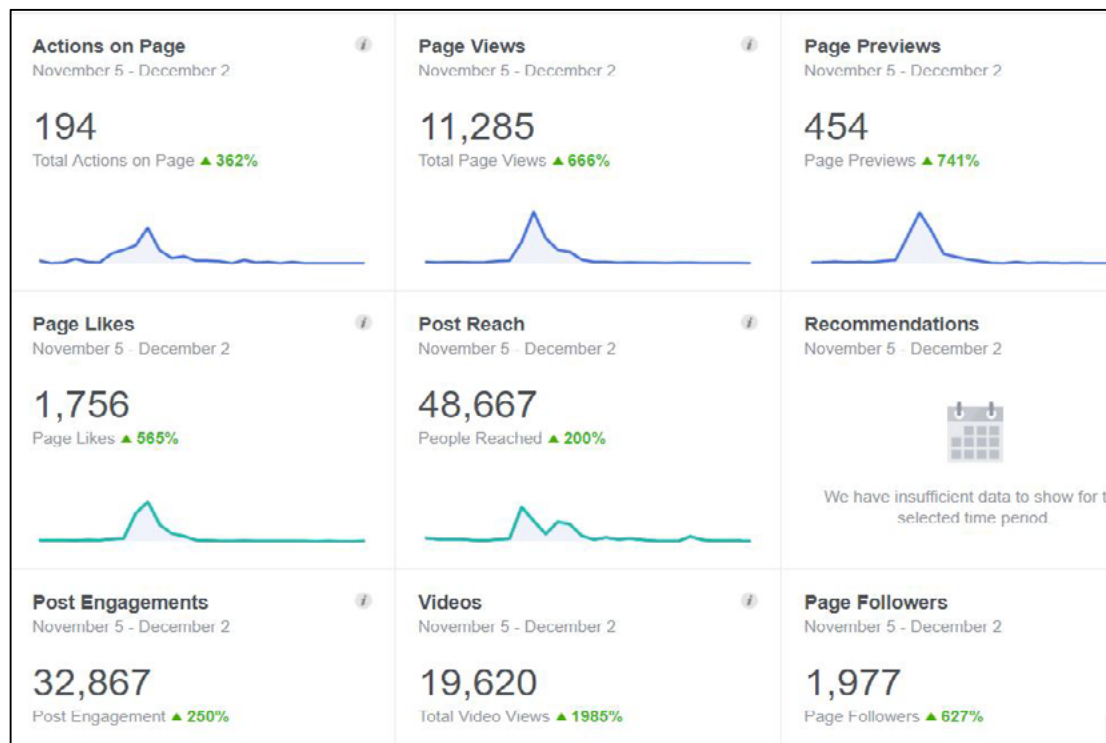 Actions on Page
November 5 - December 2
194
Total Actions on Page ▲ 362%
Page Views
November 5 - December 2
11,285
Total Page Views ▲ 666%
Page Previews
November 5 - December 2
454
Page Previews ▲ 741%
Page Likes
November 5 - December 2
1,756
Page Likes ▲ 565%
Post Reach
November 5 - December 2
48,667
People Reached ▲ 200%
Recommendations
November 5 - December 2
We have insufficient data to show for t
selected time period.
Post Engagements
November 5 - December 2
32,867
Post Engagement ▲ 250%
Videos
November 5 - December 2
19,620
Total Video Views ▲ 1985%
Page Followers
November 5 - December 2
1,977
Page Followers ▲ 627%